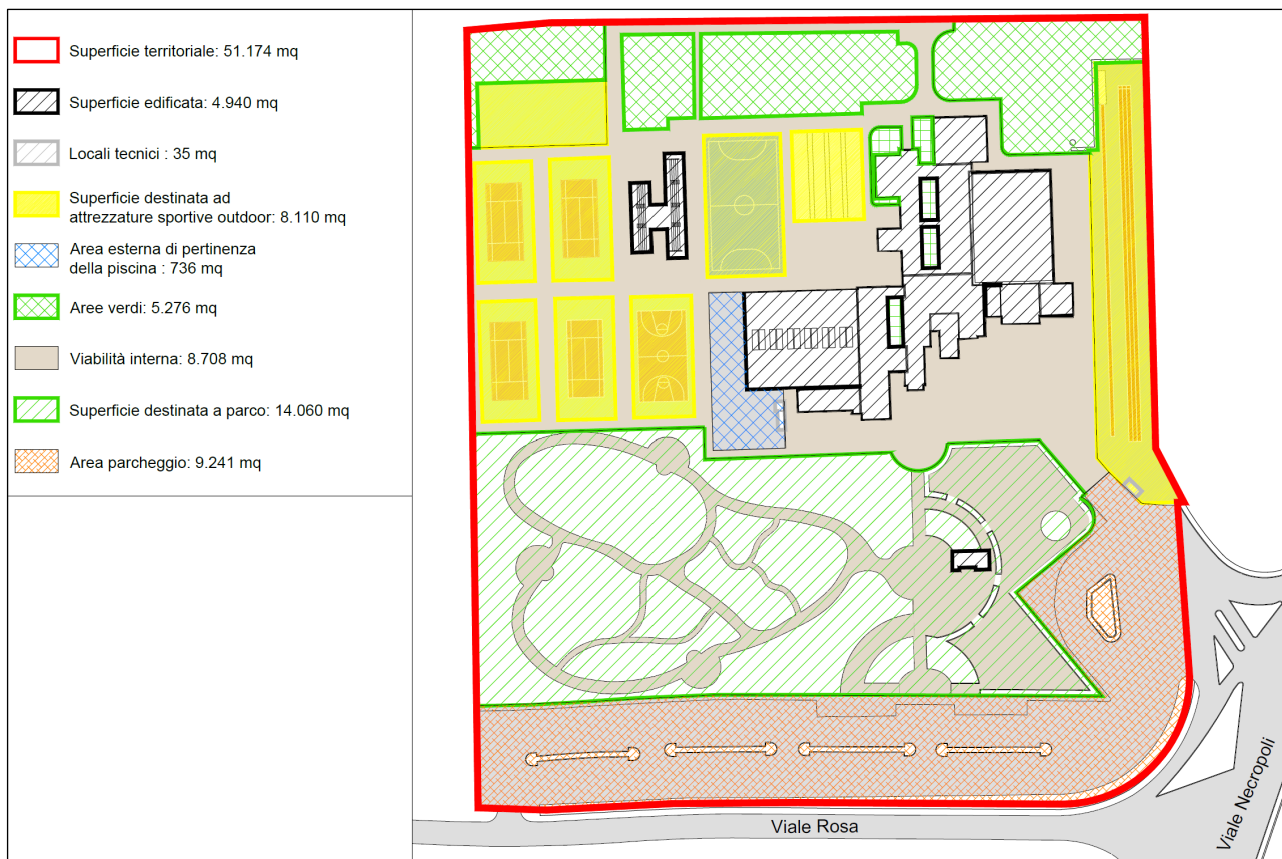 Superficie territoriale: 51.174 mq
Superficie edificata: 4.940 mq
Locali tecnici : 35 mq
Superficie destinata ad
attrezzature sportive outdoor: 8.110 mq
Area esterna di pertinenza
della piscina : 736 mq
Aree verdi: 5.276 mq
Viabilità interna: 8.708 mq
Superficie destinata a parco: 14.060 mq
Area parcheggio: 9.241 mq
Viale Rosa
Viale Necropoli